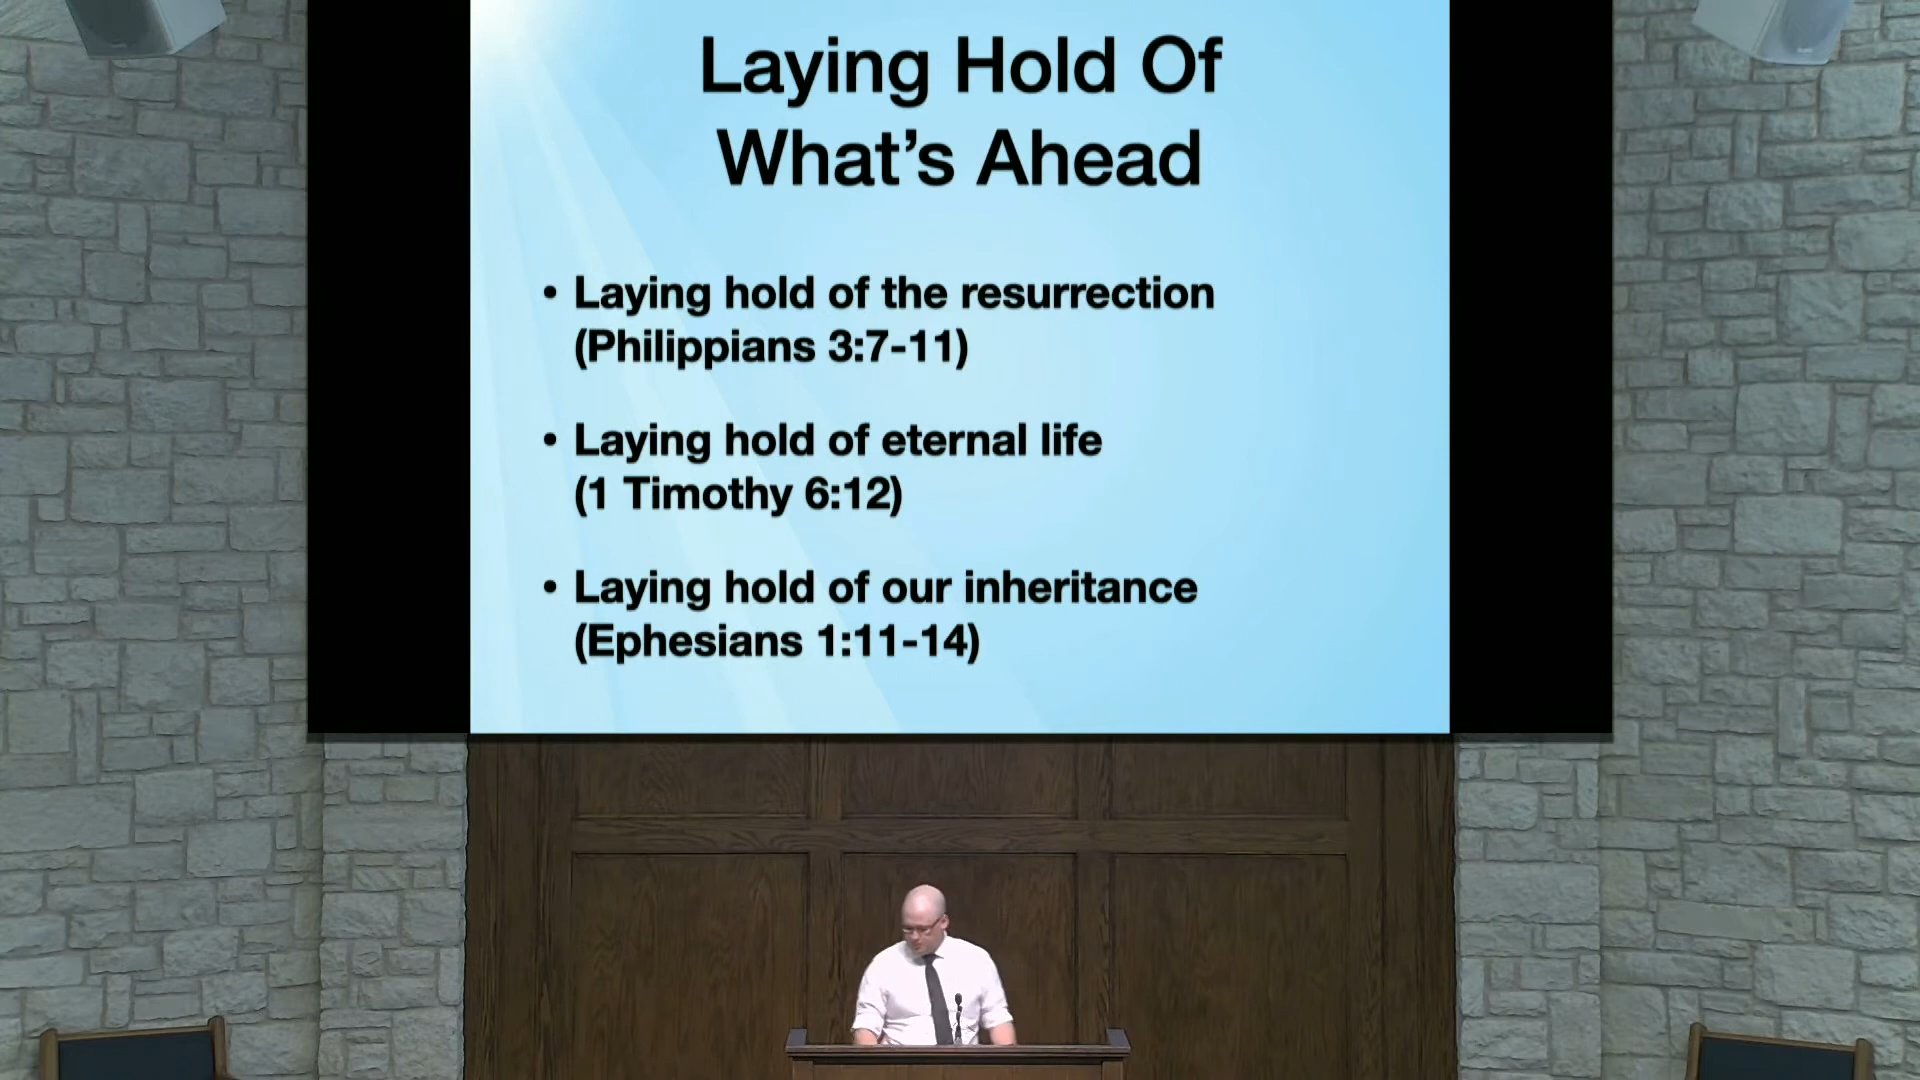 Laying Hold Of
What's Ahead
• Laying hold of the resurrection
(Philippians 3:7-11)
• Laying hold of eternal life
(1 Timothy 6:12)
• Laying hold of our inheritance
(Ephesians 1:11-14)